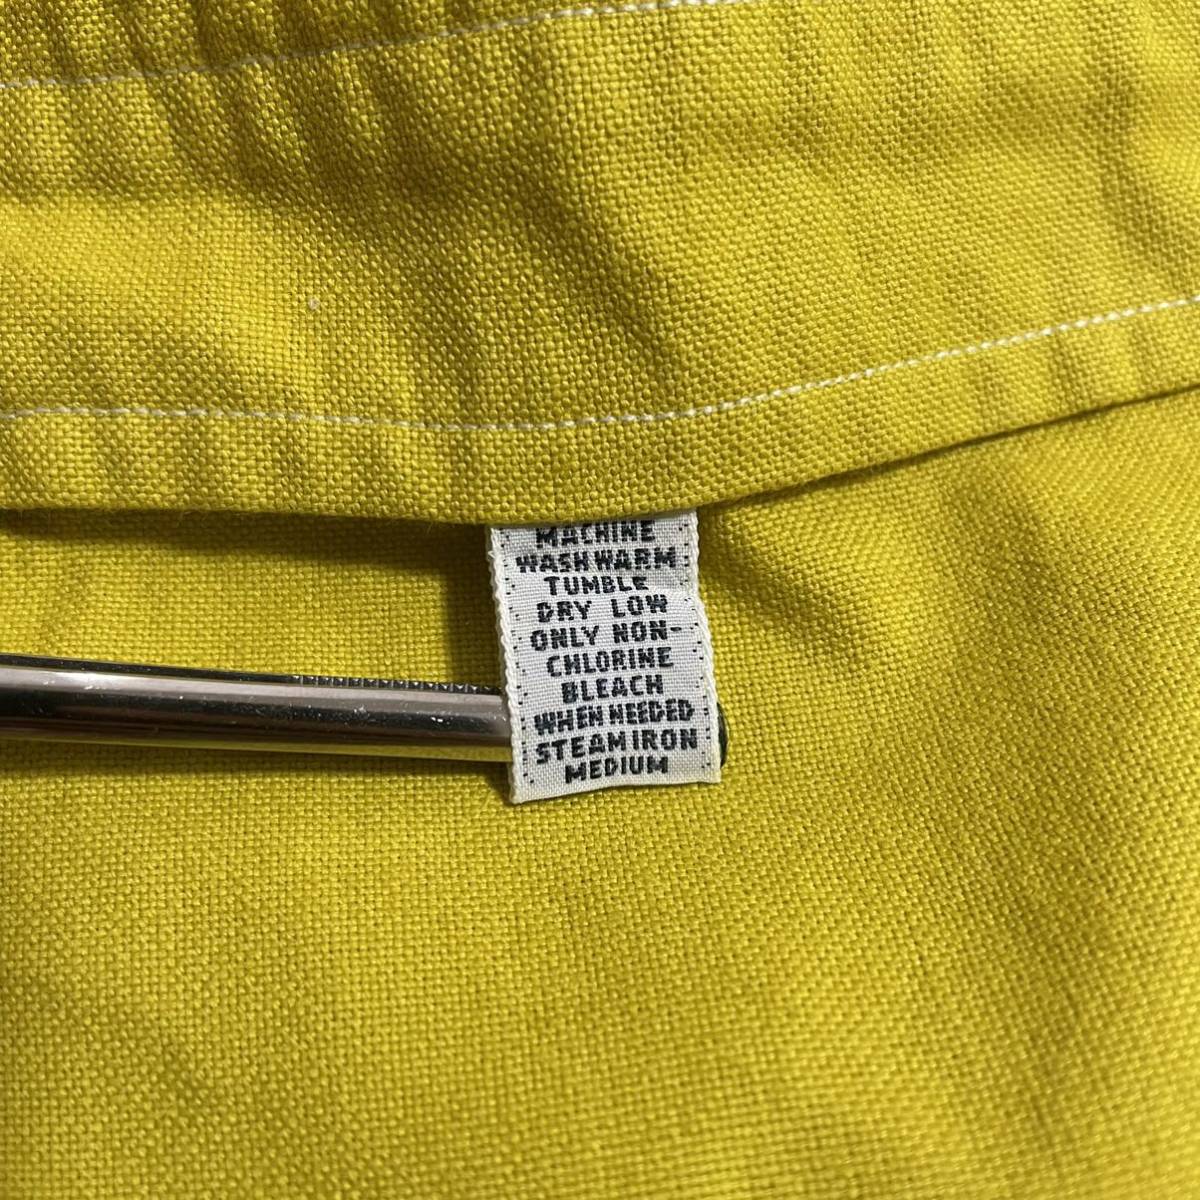 MACHINE
WASH WARM
TUMBLE
DRY LOW
ONLY NON-
CHLORINE
BLEACH
WHEN NEEDED
STEAM IRON
MEDIUM